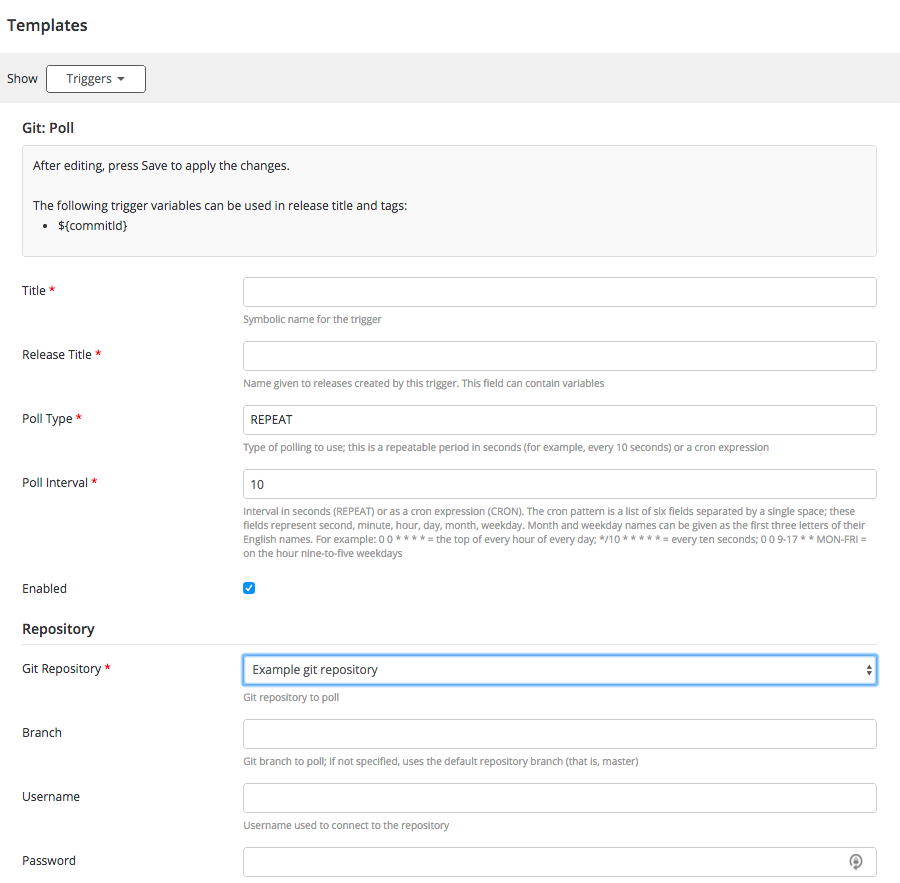 Templates
Show Triggers
Git: Poll
After editing, press Save to apply the changes.
The following trigger variables can be used in release title and tags:
• ${commitId}
Title *
Symbolic name for the trigger
Release Title *
Name given to releases created by this trigger. This field can contain variables
Poll Type * REPEAT
Type of polling to use; this is a repeatable period in seconds (for example, every 10 seconds) or a cron expression
Poll Interval * 10
Interval in seconds (REPEAT) or as a cron expression (CRON). The cron pattern is a list of six fields separated by a single space; these
fields represent second, minute, hour, day, month, weekday. Month and weekday names can be given as the first three letters of their
English names. For example: 0 0 * * * * = the top of every hour of every day; */10 * * * * * = every ten seconds; 0 0 9-17 * * MON-FRI =
on the hour nine-to-five weekdays
Enabled
Repository
Git Repository * Example git repository
Git repository to poll
Branch
Git branch to poll; if not specified, uses the default repository branch (that is, master)
Username
Username used to connect to the repository
Password